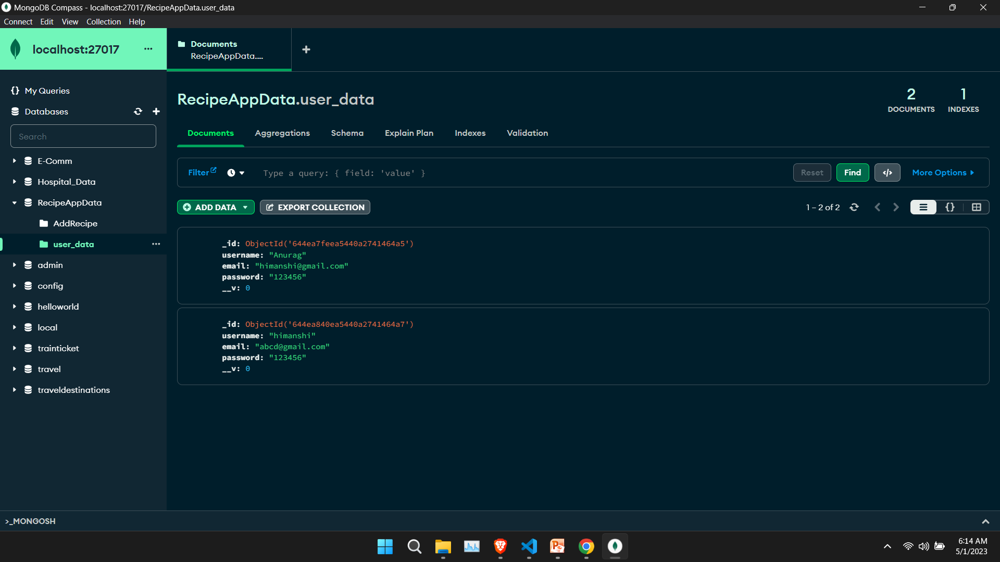 MongoDB Compass - localhost:27017/RecipeAppData.user_data
Connect Edit View Collection Help
localhost:27017 ...
Documents
RecipeAppData....
My Queries
Databases
Search
E-Comm
Hospital_Data
RecipeAppData
AddRecipe
user_data ...
admin
config
helloworld
local
trainticket
travel
traveldestinations
RecipeAppData.user_data
2
DOCUMENTS
1
INDEXES
Documents Aggregations Schema Explain Plan Indexes Validation
Filter Type a query: { field: 'value' } Reset Find </> More Options
ADD DATA EXPORT COLLECTION 1 – 2 of 2 {}
_id: ObjectId('644ea7feea5440a2741464a5')
username: "Anurag"
email: "himanshi@gmail.com"
password: "123456"
__v: 0
_id: ObjectId('644ea840ea5440a2741464a7')
username: "himanshi"
email: "abcd@gmail.com"
password: "123456"
__v: 0
>_MONGOSH
6:14 AM
5/1/2023